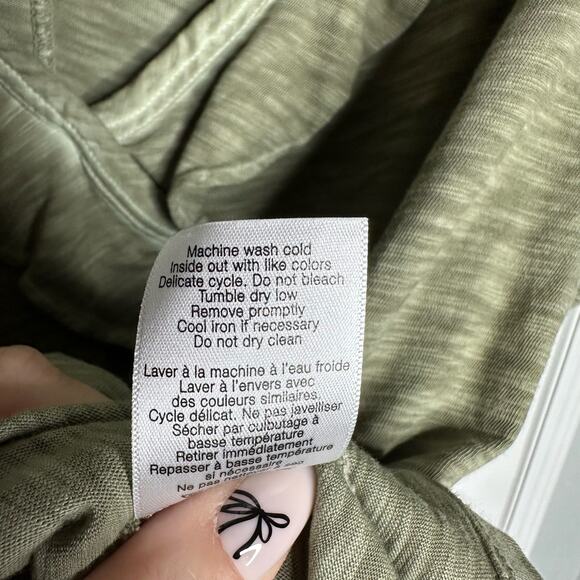 Machine wash cold
Inside out with like colors
Delicate cycle. Do not bleach
Tumble dry low
Remove promptly
Cool iron if necessary
Do not dry clean
Laver à la machine à l'eau froide
Laver à l'envers avec
des couleurs similaires.
Cycle délicat. Ne pas javelliser
Sécher par culbutage à
basse température
Retirer immédiatement
Repasser à basse température
si nécessaire
Ne pas